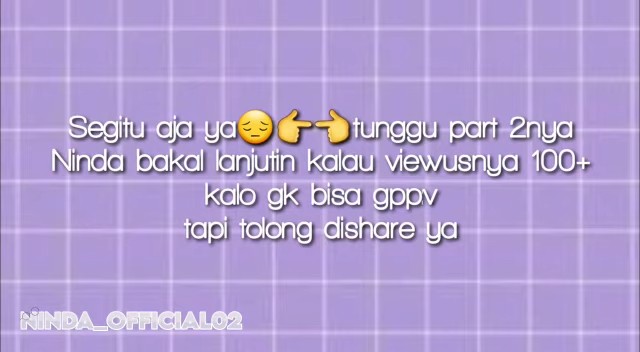 Segitu aja ya😔👉👈tunggu part 2nya
Ninda bakal lanjutin kalau viewusnya 100+
kalo gk bisa gppv
tapi tolong dishare ya
NINDA_OFFICIAL02